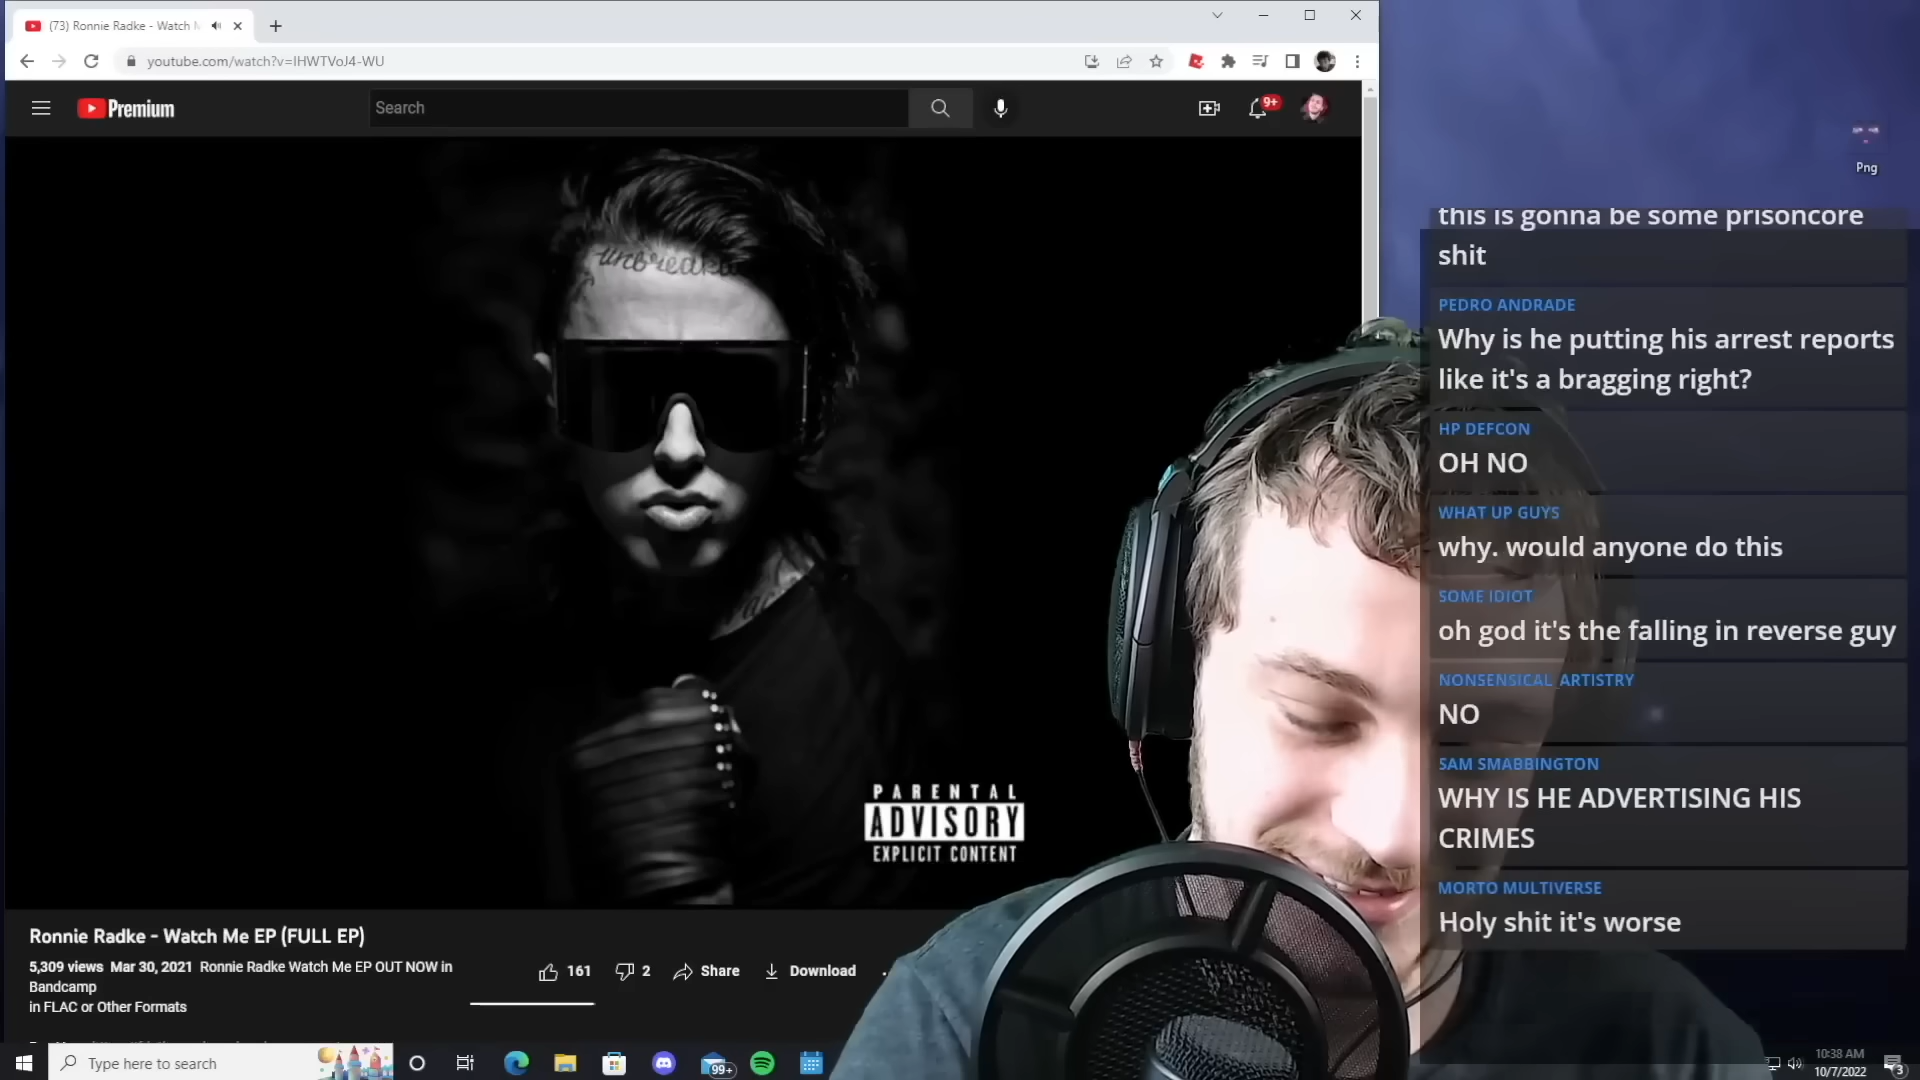 (73) Ronnie Radke - Watch M
youtube.com/watch?v=IHWTVoJ4-WU
Premium
Search
9+
Png
unbreaka
PARENTAL
ADVISORY
EXPLICIT CONTENT
this is gonna be some prisoncore
shit
PEDRO ANDRADE
Why is he putting his arrest reports
like it's a bragging right?
HP DEFCON
OH NO
WHAT UP GUYS
why. would anyone do this
SOME IDIOT
oh god it's the falling in reverse guy
NONSENSICAL ARTISTRY
NO
SAM SMABBINGTON
WHY IS HE ADVERTISING HIS
CRIMES
MORTO MULTIVERSE
Holy shit it's worse
Ronnie Radke - Watch Me EP (FULL EP)
5,309 views Mar 30, 2021 Ronnie Radke Watch Me EP OUT NOW in
Bandcamp
in FLAC or Other Formats
161
2
Share
Download
Type here to search
99+
10:38 AM
10/7/2022
3